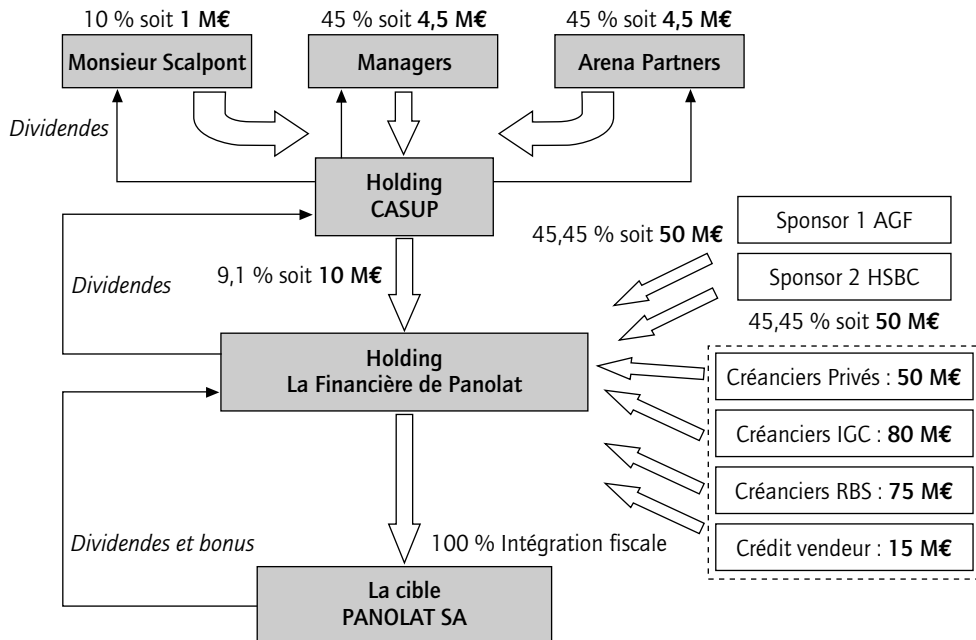 10 % soit 1 M€
45 % soit 4,5 M€
45 % soit 4,5 M€
Monsieur Scalpont
Managers
Arena Partners
Dividendes
Holding
CASUP
Sponsor 1 AGF
45,45 % soit 50 M€
Sponsor 2 HSBC
9,1 % soit 10 M€
Dividendes
45,45 % soit 50 M€
Holding
La Financière de Panolat
Créanciers Privés : 50 M€
Créanciers IGC : 80 M€
Créanciers RBS : 75 M€
Crédit vendeur : 15 M€
Dividendes et bonus
100 % Intégration fiscale
La cible
PANOLAT SA